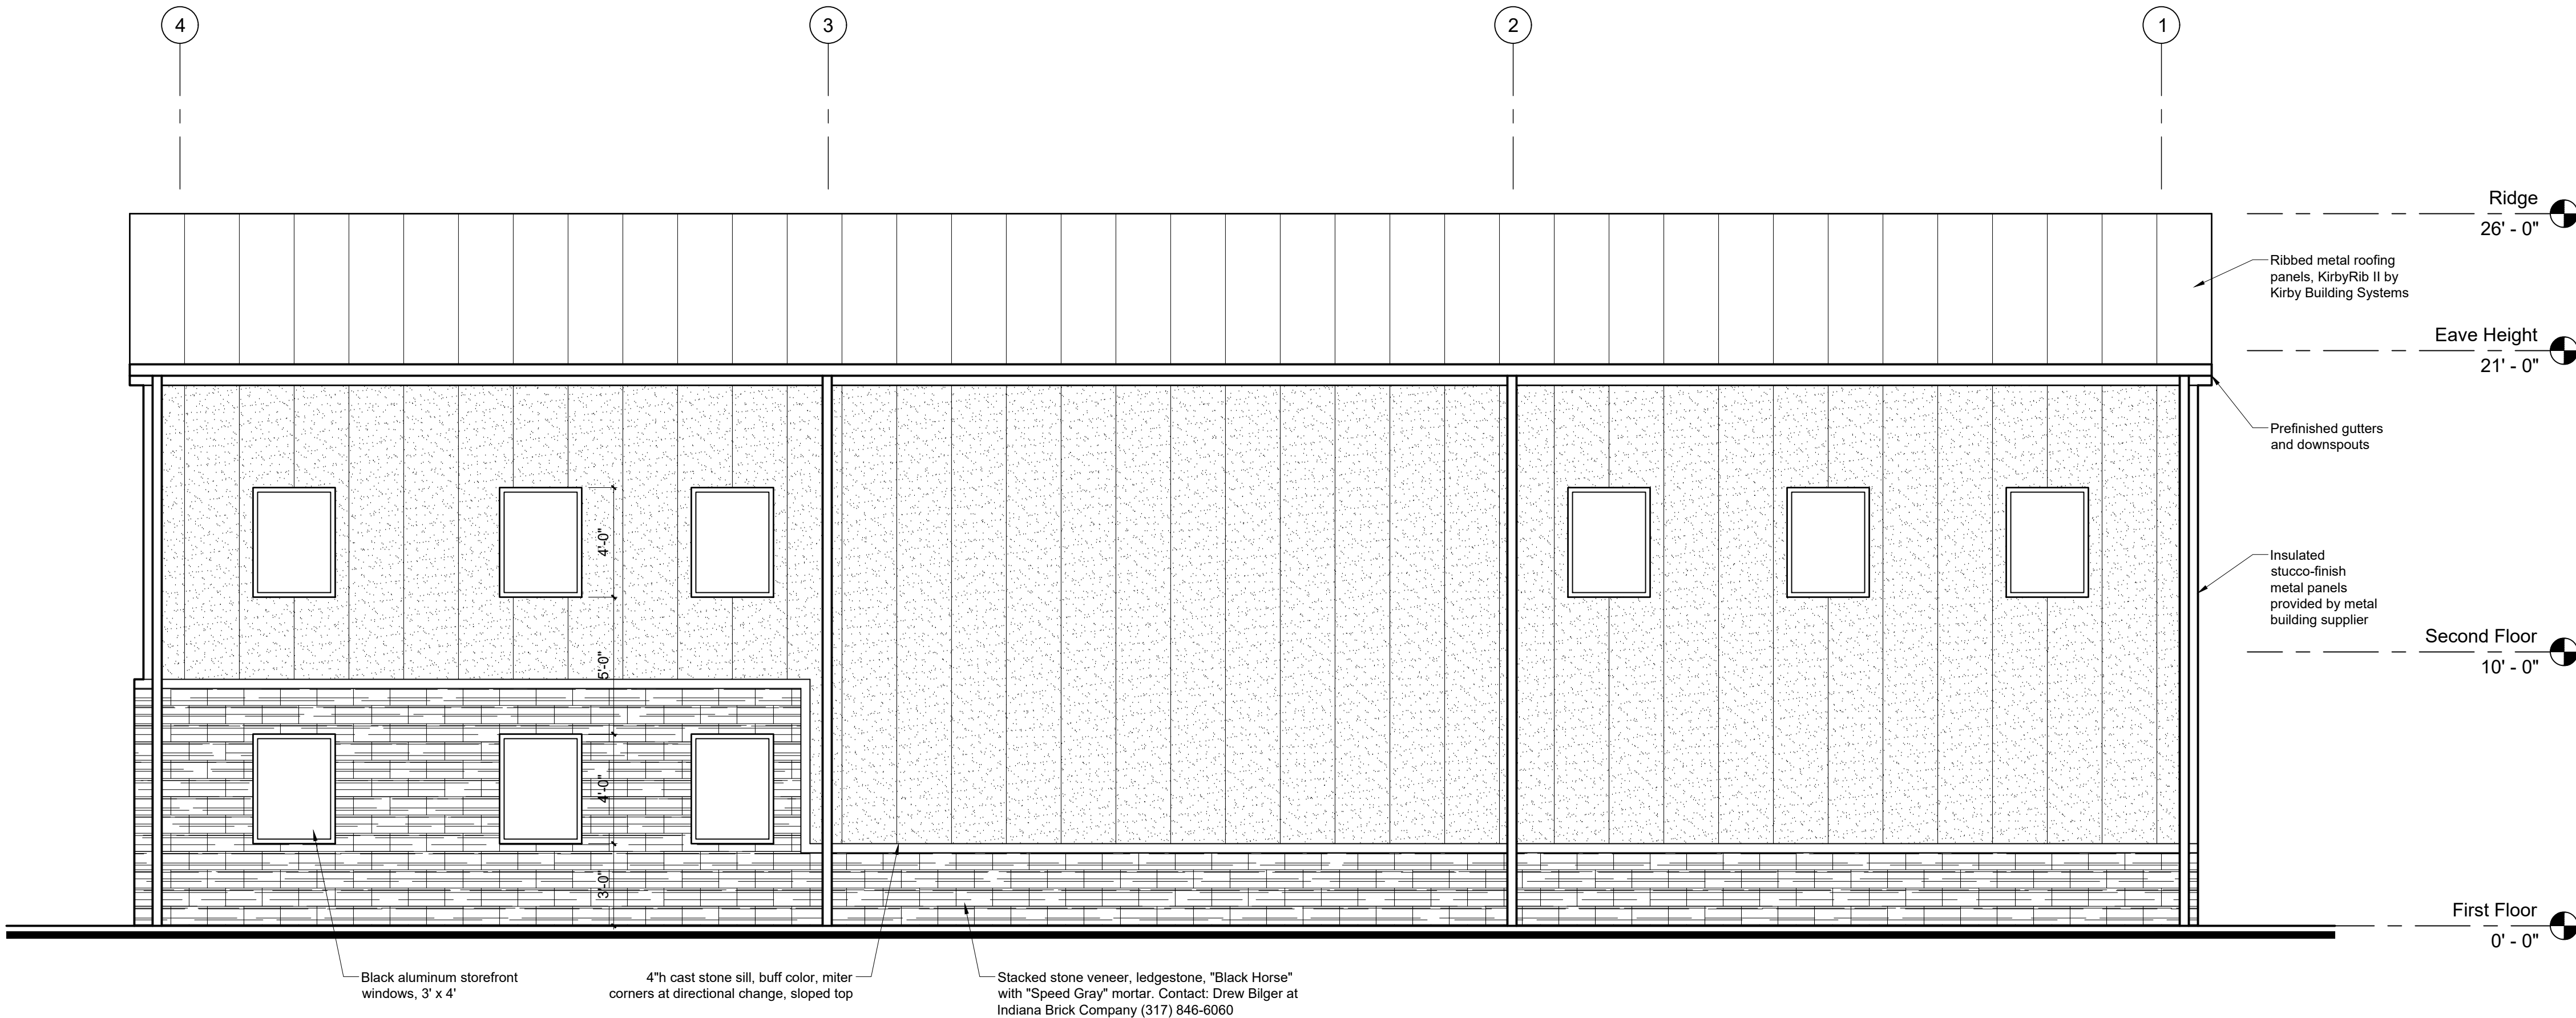 4
3
2
1
Ridge
26' - 0"
Ribbed metal roofing
panels, KirbyRib II by
Kirby Building Systems
Eave Height
21' - 0"
Prefinished gutters
and downspouts
4'-0"
Insulated
stucco-finish
metal panels
provided by metal
building supplier
Second Floor
10' - 0"
5'-0"
4'-0"
3'-0"
First Floor
0' - 0"
Black aluminum storefront
windows, 3' x 4'
4"h cast stone sill, buff color, miter
corners at directional change, sloped top
Stacked stone veneer, ledgestone, "Black Horse"
with "Speed Gray" mortar. Contact: Drew Bilger at
Indiana Brick Company (317) 846-6060